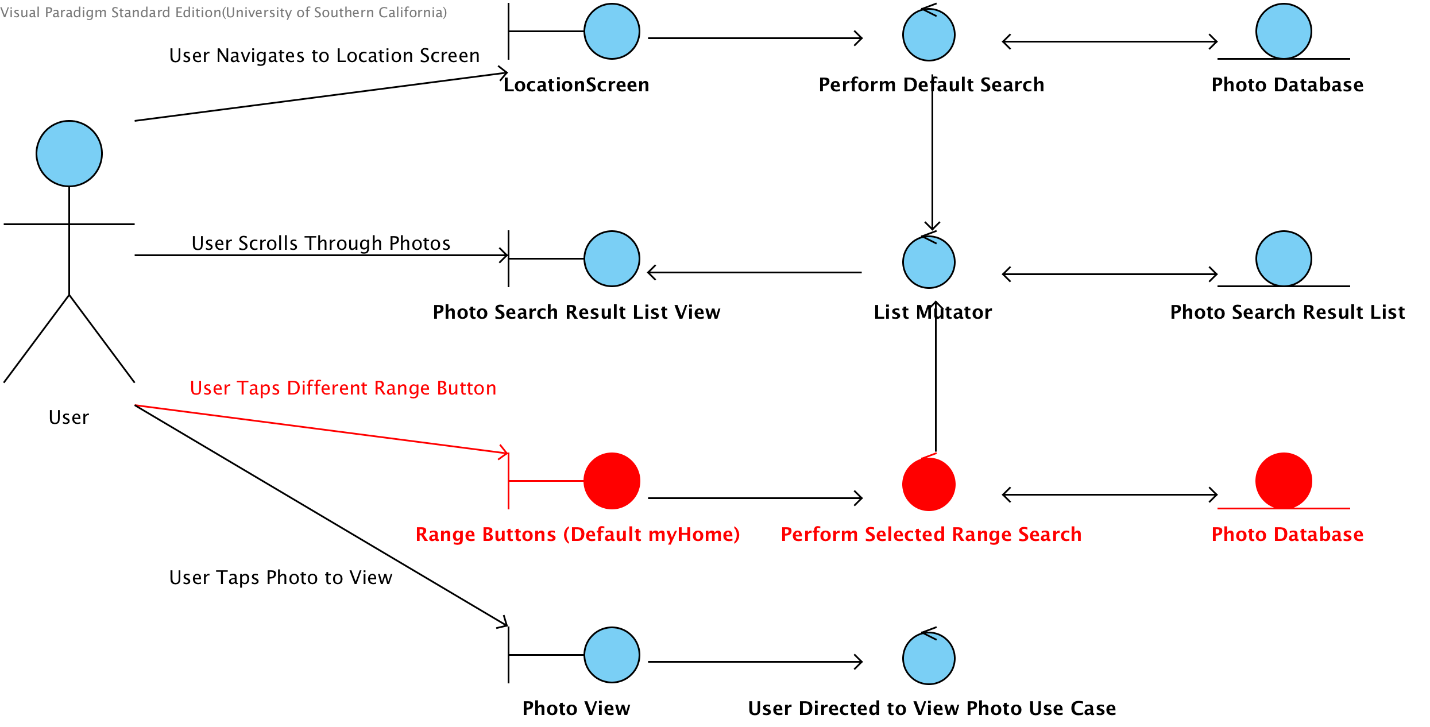 Visual Paradigm Standard Edition(University of Southern California)
User Navigates to Location Screen
LocationScreen
Perform Default Search
Photo Database
User Scrolls Through Photos
Photo Search Result List View
List Mutator
Photo Search Result List
User Taps Different Range Button
User
Range Buttons (Default myHome)
Perform Selected Range Search
Photo Database
User Taps Photo to View
Photo View
User Directed to View Photo Use Case